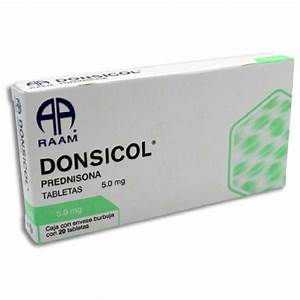 RAAM
DONSICOL®
PREDNISONA
TABLETAS
5.0 mg
5.0 mg
Caja con envase burbuja
con 20 tabletas